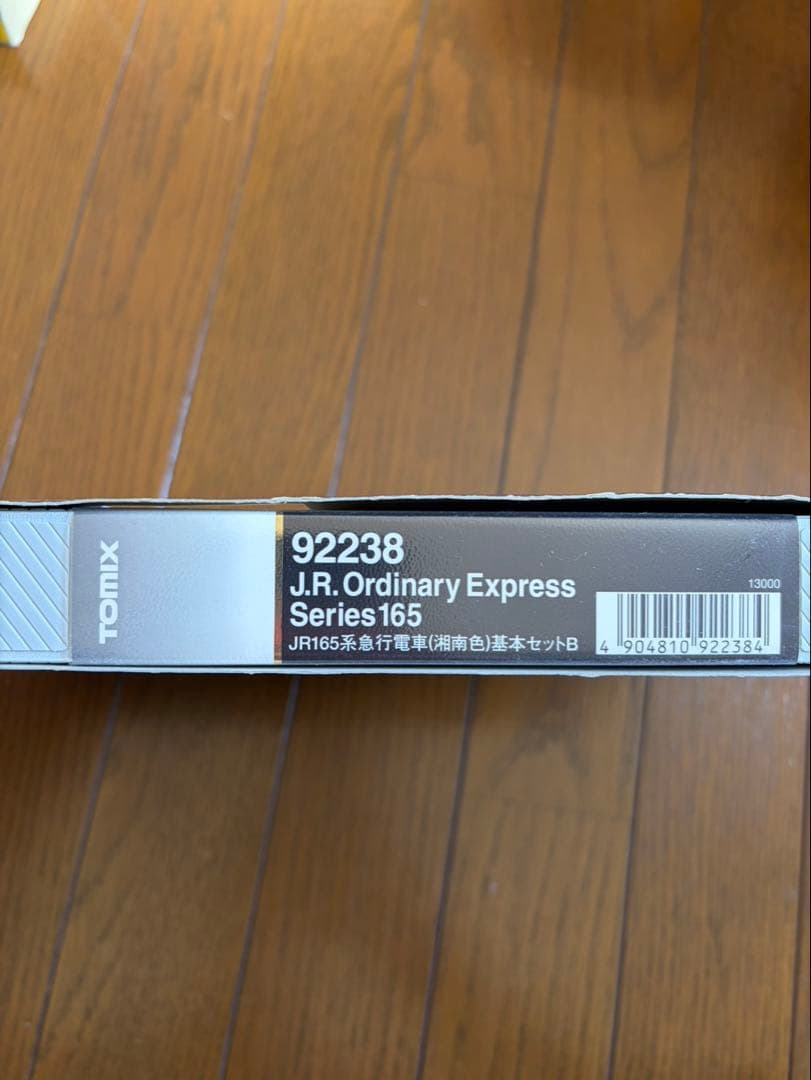 TOMIX
92238
J.R. Ordinary Express
Series 165
JR165系急行電車(湘南色)基本セットB
13000
4 904810 922384